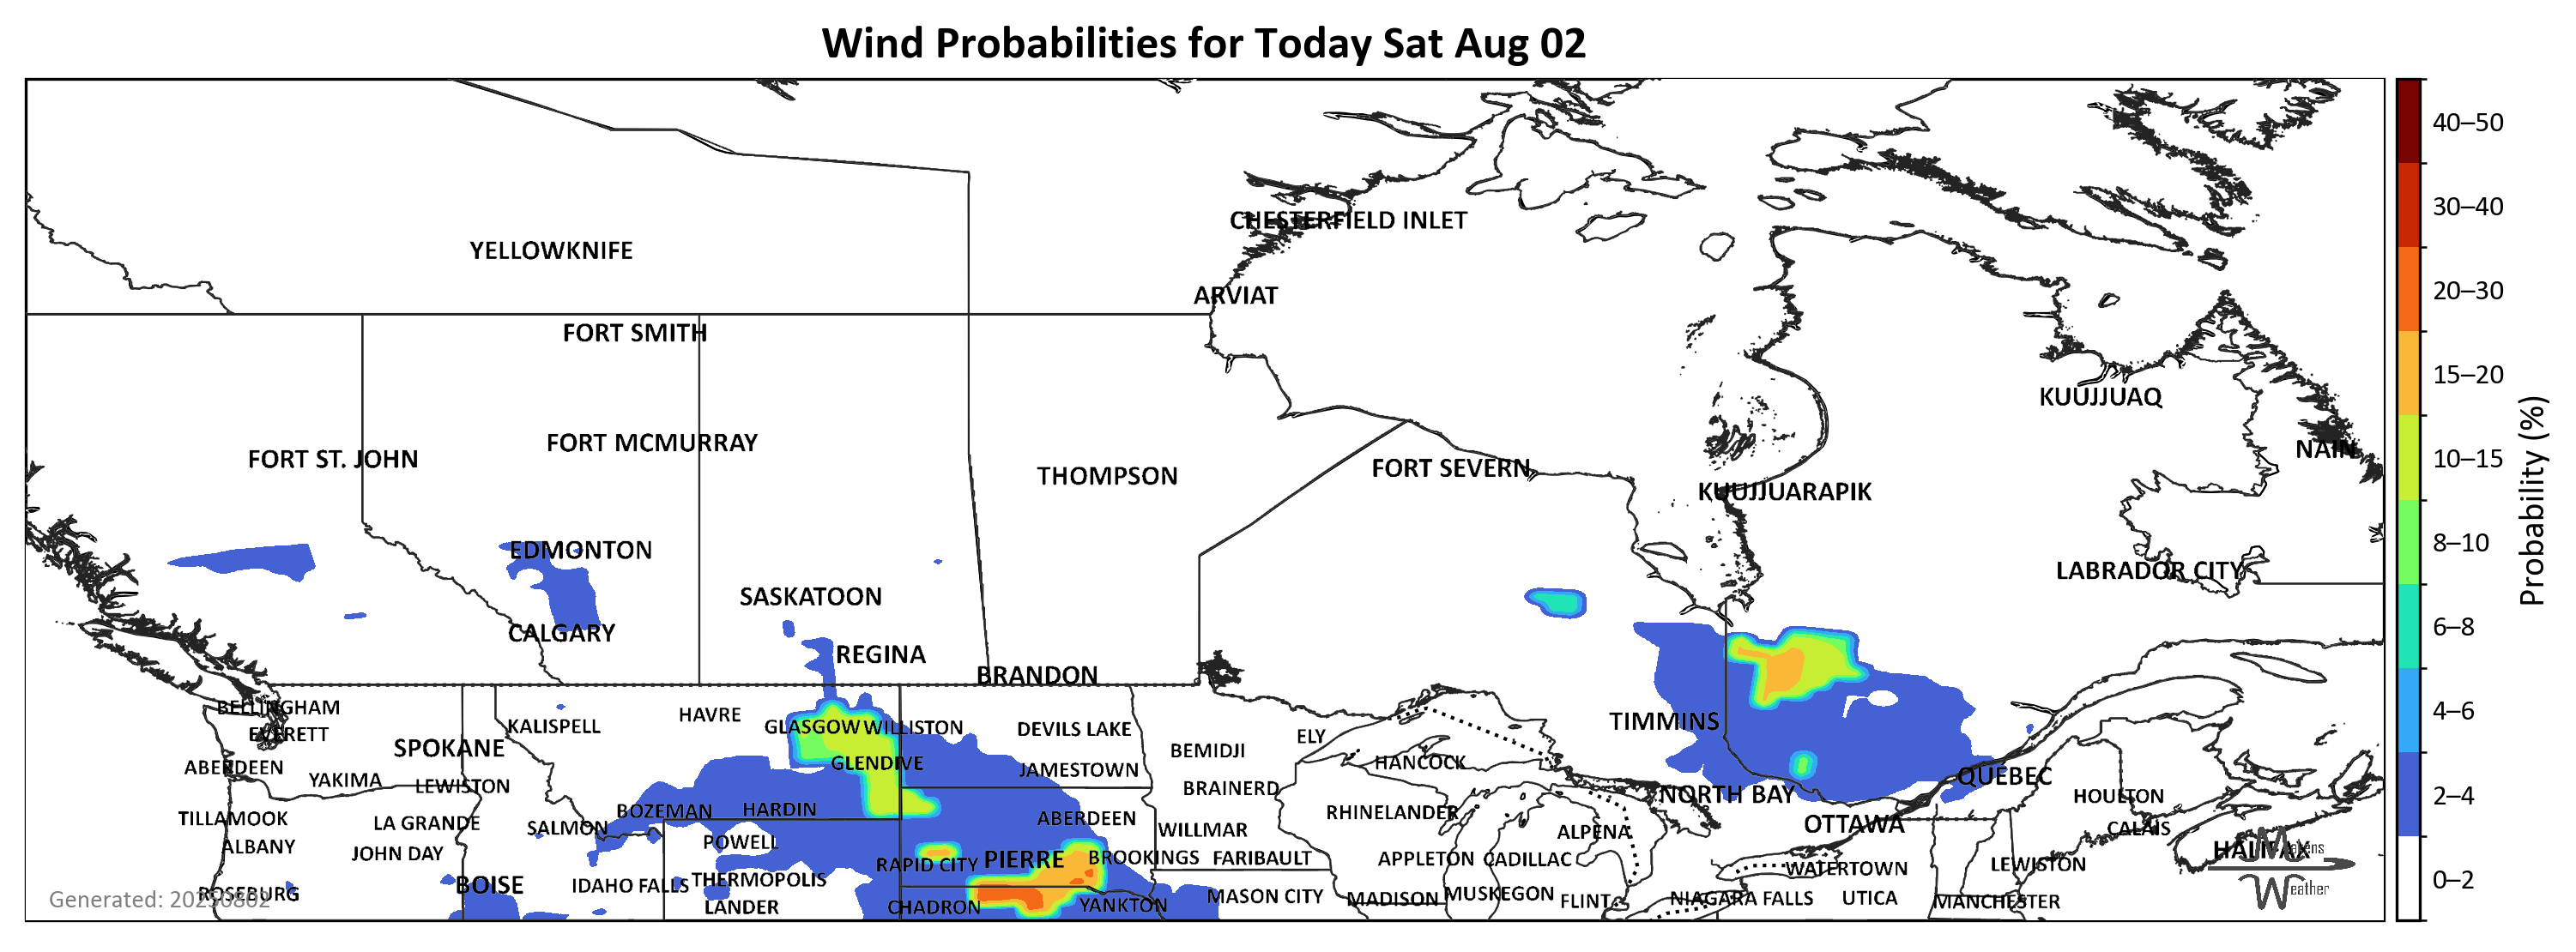 Wind Probabilities for Today Sat Aug 02
CHESTERFIELD INLET
YELLOWKNIFE
ARVIAT
FORT SMITH
KUUJJUAQ
FORT MCMURRAY
NAIN
FORT ST. JOHN
FORT SEVERN
THOMPSON
KUUJJUARAPIK
EDMONTON
LABRADOR CITY
SASKATOON
CALGARY
REGINA
BRANDON
BELLINGHAM
HAVRE
KALISPELL
GLASGOW WILLISTON
DEVILS LAKE
TIMMINS
EVERETT
ELY
SPOKANE
BEMIDJI
ABERDEEN
GLENDIVE
HANCOCK
JAMESTOWN
QUEBEC
YAKIMA
LEWISTON
BRAINERD
NORTH BAY
HOULTON
BOZEMAN
HARDIN
RHINELANDER
TILLAMOOK
ABERDEEN
LA GRANDE
SALMON
WILLMAR
ALPENA
OTTAWA
CALAIS
POWELL
ALBANY
JOHN DAY
RAPID CITY
PIERRE
BROOKINGS
FARIBAULT
APPLETON
CADILLAC
HALIFAX
WATERTOWN
LEWISTON
BOISE
IDAHO FALLS
THERMOPOLIS
ROSEBURG
MASON CITY
MADISON
MUSKEGON
FLINT
NIAGARA FALLS
UTICA
MANCHESTER
LANDER
CHADRON
YANKTON
Generated: 20250802
eather
40–50
30–40
20–30
15–20
10–15
8–10
6–8
4–6
2–4
0–2
Probability (%)